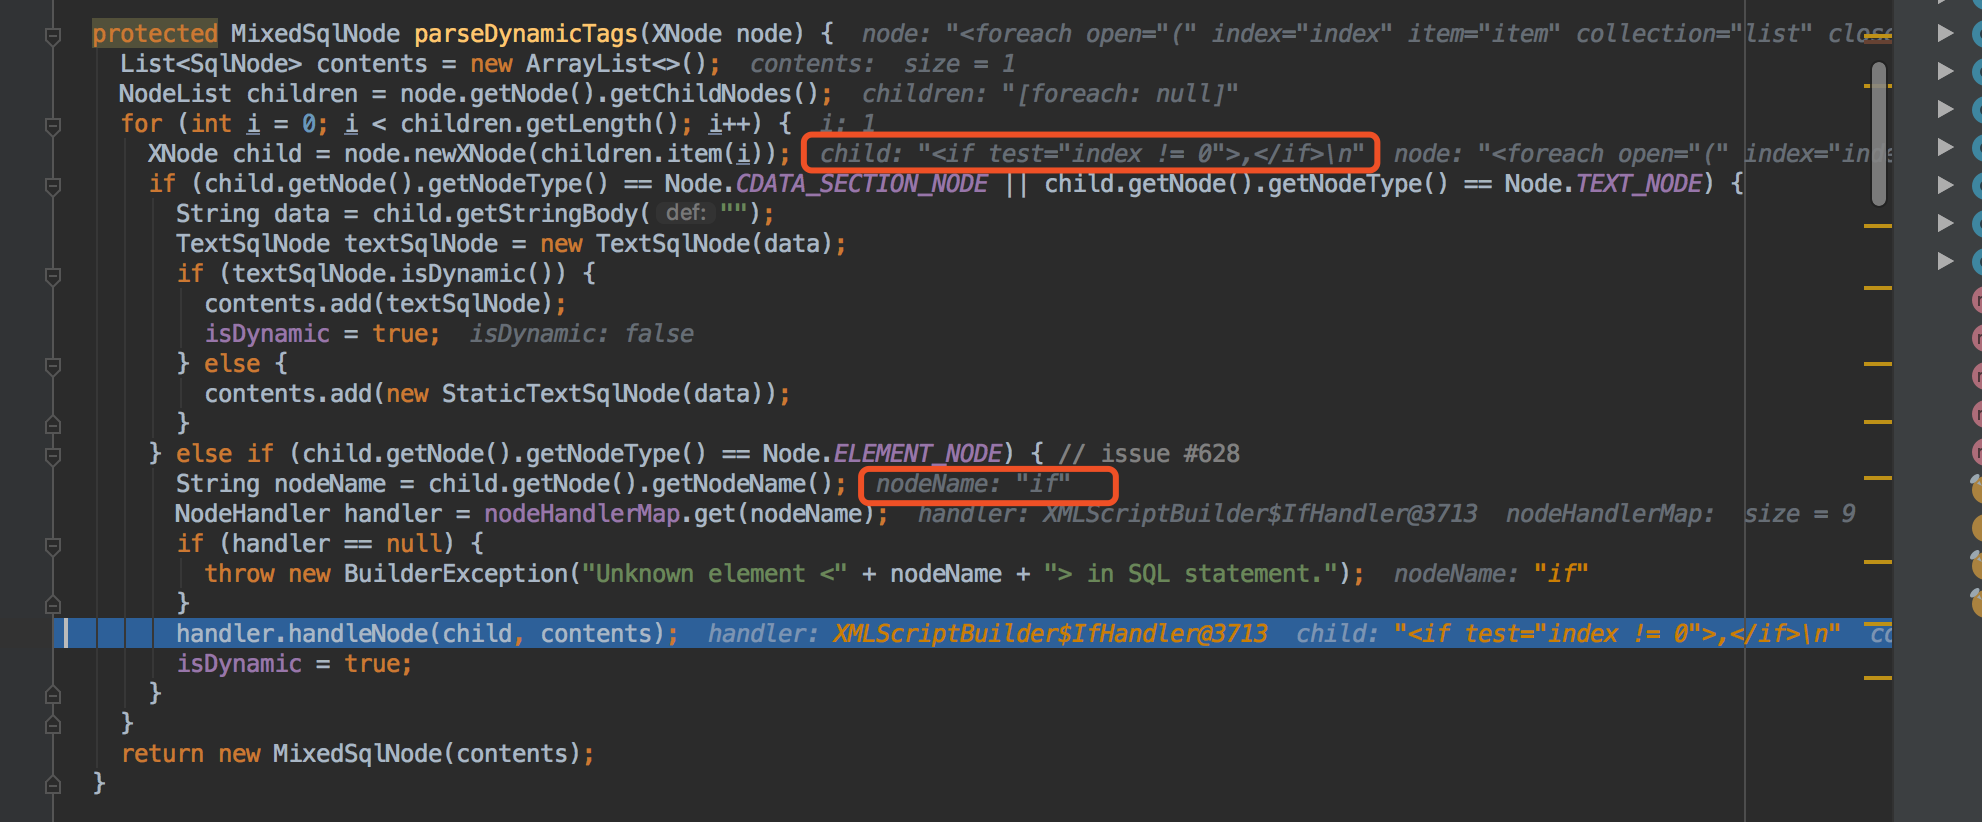 protected MixedSqlNode parseDynamicTags(XNode node) {  node: "<foreach open="(" index="index" item="item" collection="list" close
List<SqlNode> contents = new ArrayList<>();  contents:  size = 1
NodeList children = node.getNode().getChildNodes();  children: "[foreach: null]"
for (int i = 0; i < children.getLength(); i++) {  i: 1
XNode child = node.newXNode(children.item(i));  child: "<if test="index != 0">,</if>\n"  node: "<foreach open="(" index="inde
if (child.getNode().getNodeType() == Node.CDATA_SECTION_NODE || child.getNode().getNodeType() == Node.TEXT_NODE) {
String data = child.getStringBody( def: "");
TextSqlNode textSqlNode = new TextSqlNode(data);
if (textSqlNode.isDynamic()) {
contents.add(textSqlNode);
isDynamic = true;  isDynamic: false
} else {
contents.add(new StaticTextSqlNode(data));
}
} else if (child.getNode().getNodeType() == Node.ELEMENT_NODE) { // issue #628
String nodeName = child.getNode().getNodeName();  nodeName: "if"
NodeHandler handler = nodeHandlerMap.get(nodeName);  handler: XMLScriptBuilder$IfHandler@3713  nodeHandlerMap:  size = 9
if (handler == null) {
throw new BuilderException("Unknown element <" + nodeName + "> in SQL statement.");  nodeName: "if"
}
handler.handleNode(child, contents);  handler: XMLScriptBuilder$IfHandler@3713  child: "<if test="index != 0">,</if>\n"  co
isDynamic = true;
}
}
return new MixedSqlNode(contents);
}